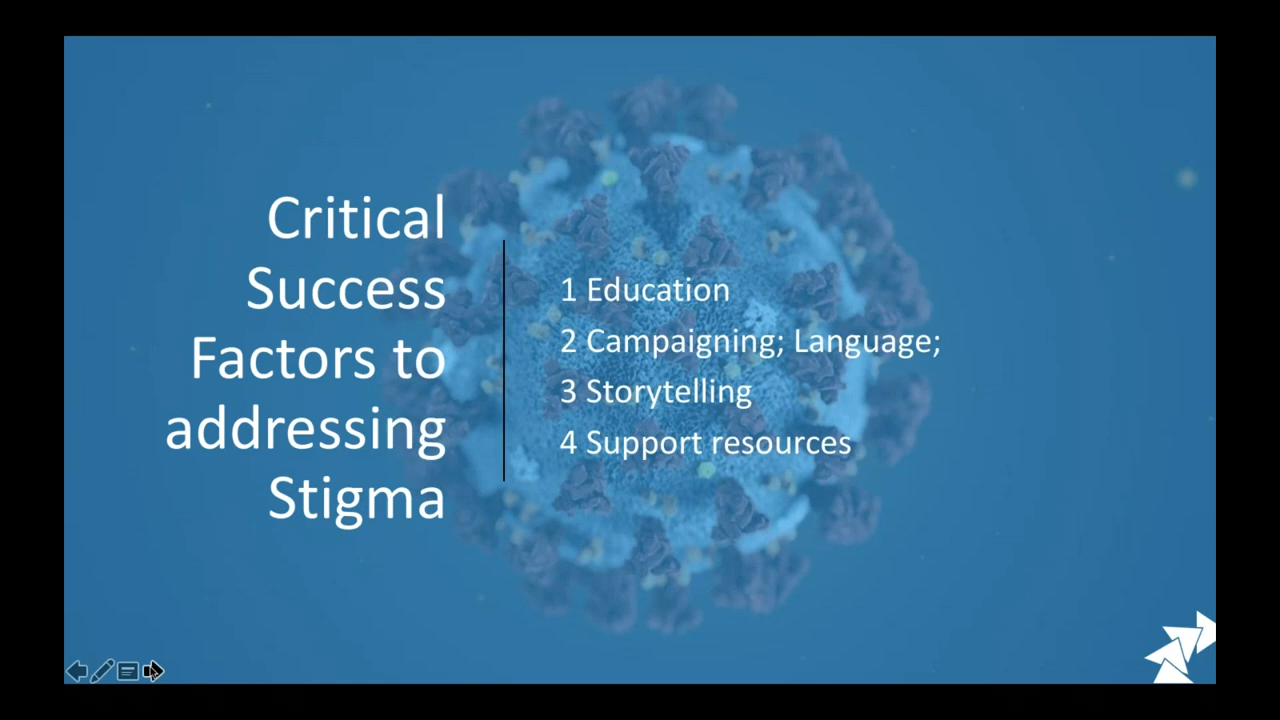 Critical
Success
Factors to
addressing
Stigma
1 Education
2 Campaigning; Language;
3 Storytelling
4 Support resources